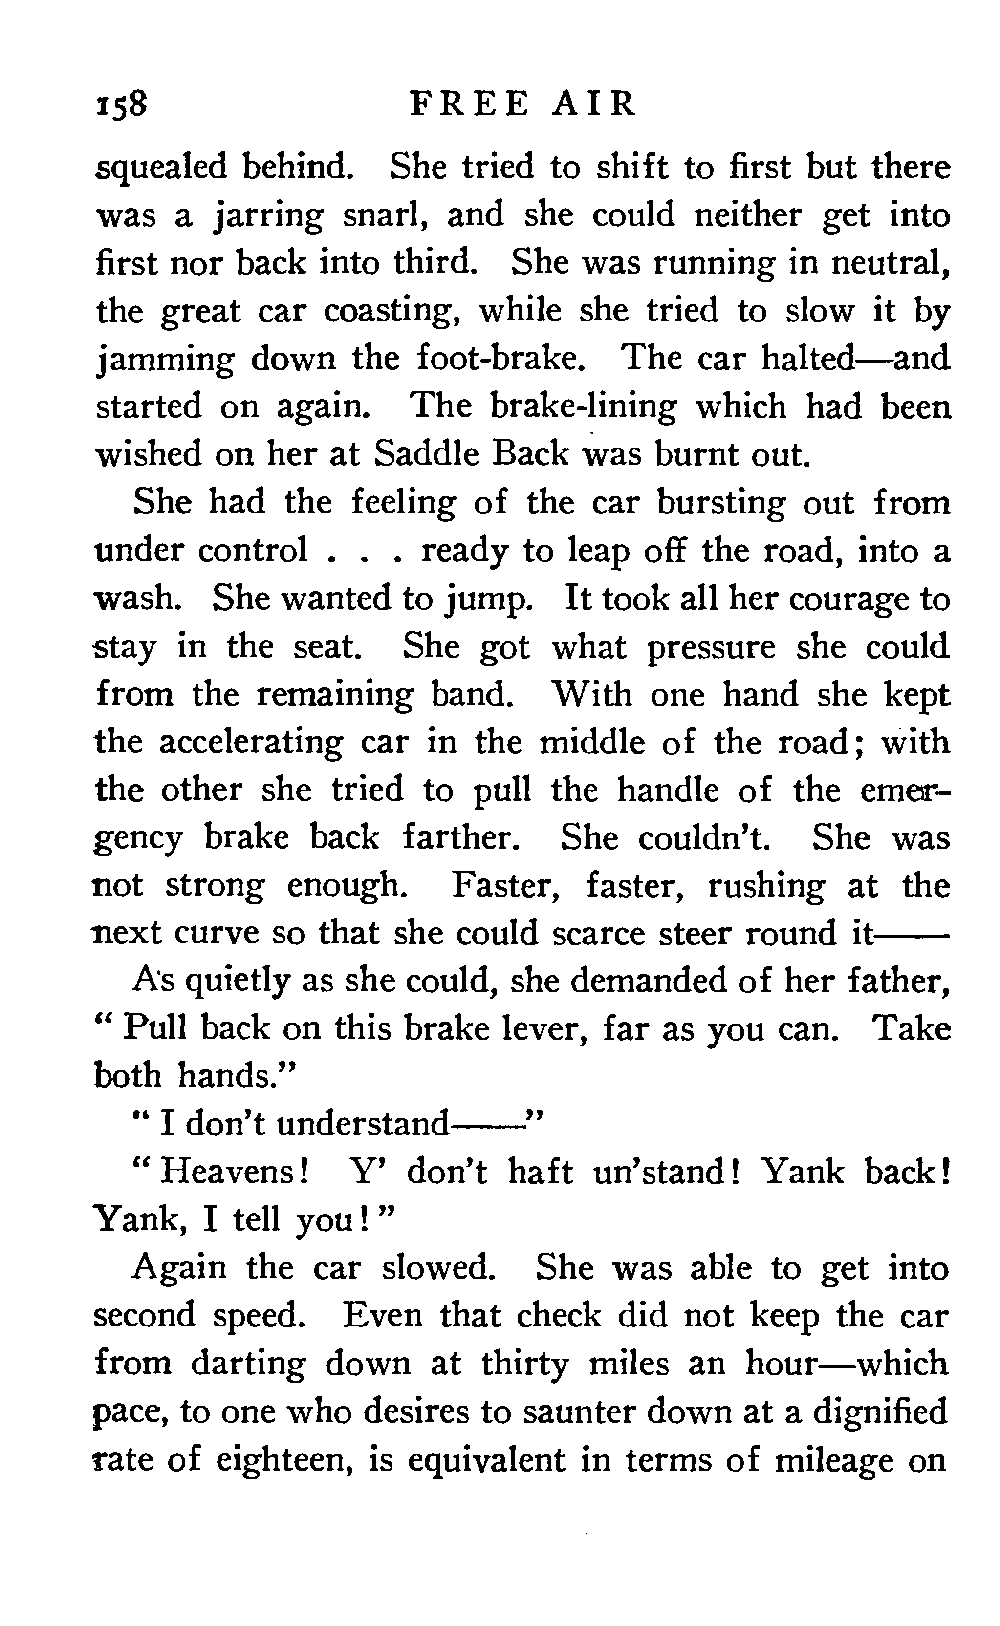 158 FREE AIR
squealed behind. She tried to shift to first but there
was a jarring snarl, and she could neither get into
first nor back into third. She was running in neutral,
the great car coasting, while she tried to slow it by
jamming down the foot-brake. The car halted—and
started on again. The brake-lining which had been
wished on her at Saddle Back was burnt out.
She had the feeling of the car bursting out from
under control . . . ready to leap off the road, into a
wash. She wanted to jump. It took all her courage to
stay in the seat. She got what pressure she could
from the remaining band. With one hand she kept
the accelerating car in the middle of the road; with
the other she tried to pull the handle of the emer-
gency brake back farther. She couldn't. She was
not strong enough. Faster, faster, rushing at the
next curve so that she could scarce steer round it——
As quietly as she could, she demanded of her father,
“ Pull back on this brake lever, far as you can. Take
both hands.”
“ I don't understand——”
“ Heavens! Y' don't haft un'stand! Yank back!
Yank, I tell you! ”
Again the car slowed. She was able to get into
second speed. Even that check did not keep the car
from darting down at thirty miles an hour—which
pace, to one who desires to saunter down at a dignified
rate of eighteen, is equivalent in terms of mileage on